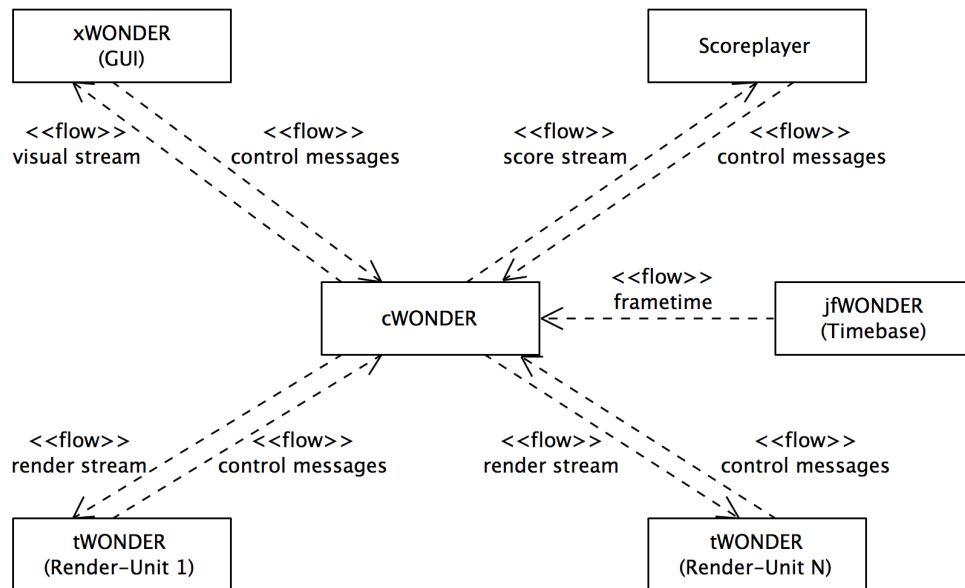 xWONDER
(GUI)
Scoreplayer
<<flow>>
visual stream
<<flow>>
control messages
<<flow>>
score stream
<<flow>>
control messages
<<flow>>
frametime
cWONDER
jfWONDER
(Timebase)
<<flow>>
render stream
<<flow>>
control messages
<<flow>>
render stream
<<flow>>
control messages
tWONDER
(Render-Unit 1)
tWONDER
(Render-Unit N)